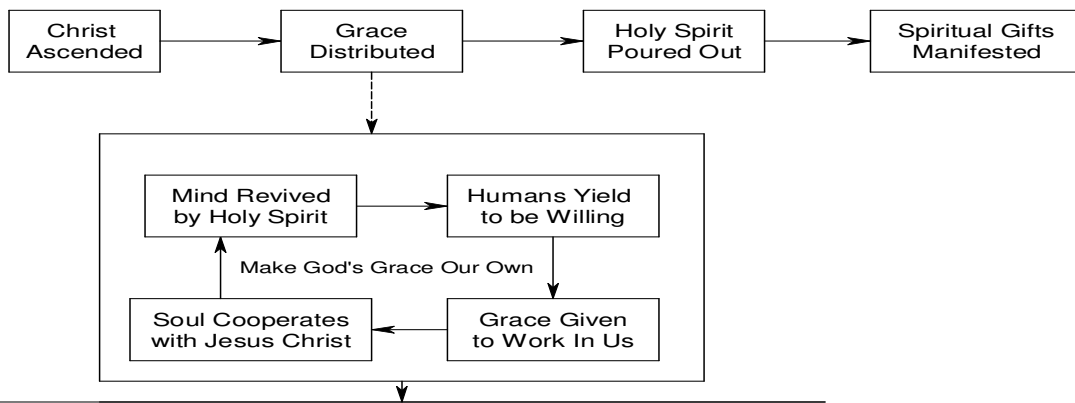 Christ
Ascended
Grace
Distributed
Holy Spirit
Poured Out
Spiritual Gifts
Manifested
Mind Revived
by Holy Spirit
Humans Yield
to be Willing
Make God's Grace Our Own
Soul Cooperates
with Jesus Christ
Grace Given
to Work In Us